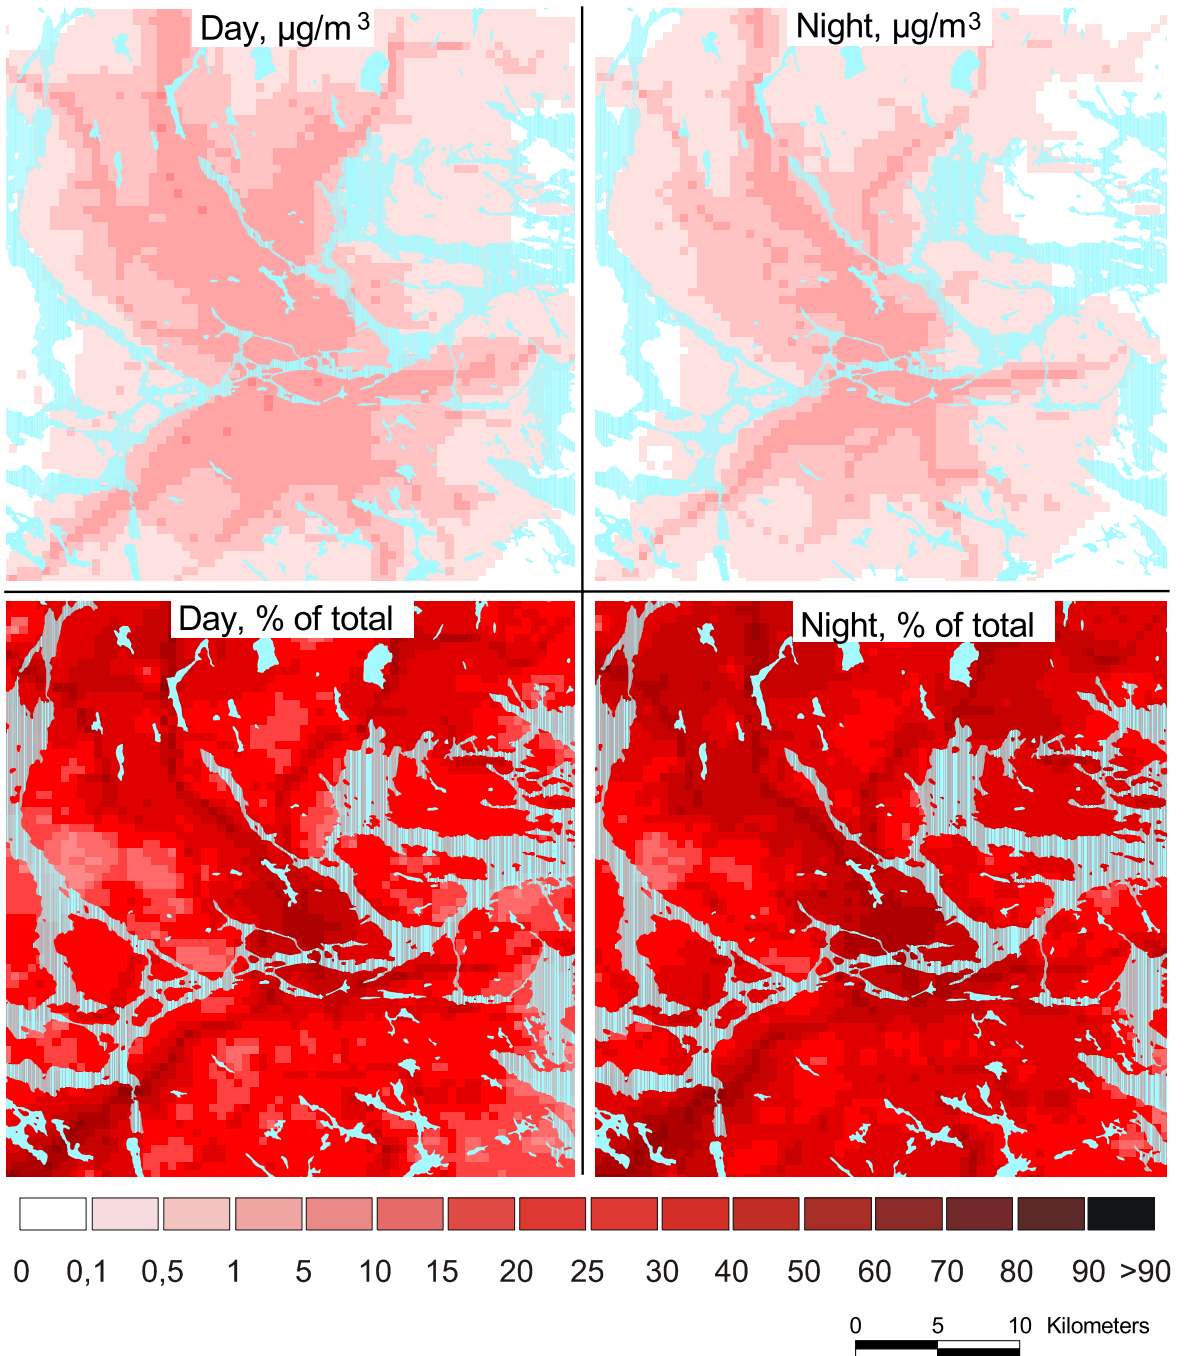 Day, µg/m³
Night, µg/m³
Day, % of total
Night, % of total
0 0,1 0,5 1 5 10 15 20 25 30 40 50 60 70 80 90 >90
0 5 10 Kilometers